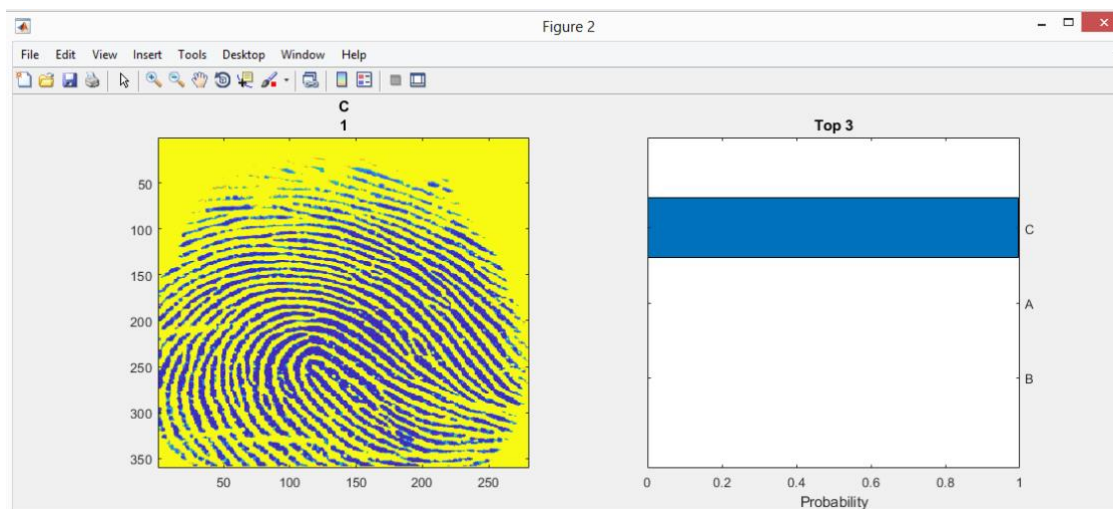 Figure 2
File Edit View Insert Tools Desktop Window Help
C
1
50
100
150
200
250
300
350
50 100 150 200 250
Top 3
C
A
B
0 0.2 0.4 0.6 0.8 1
Probability